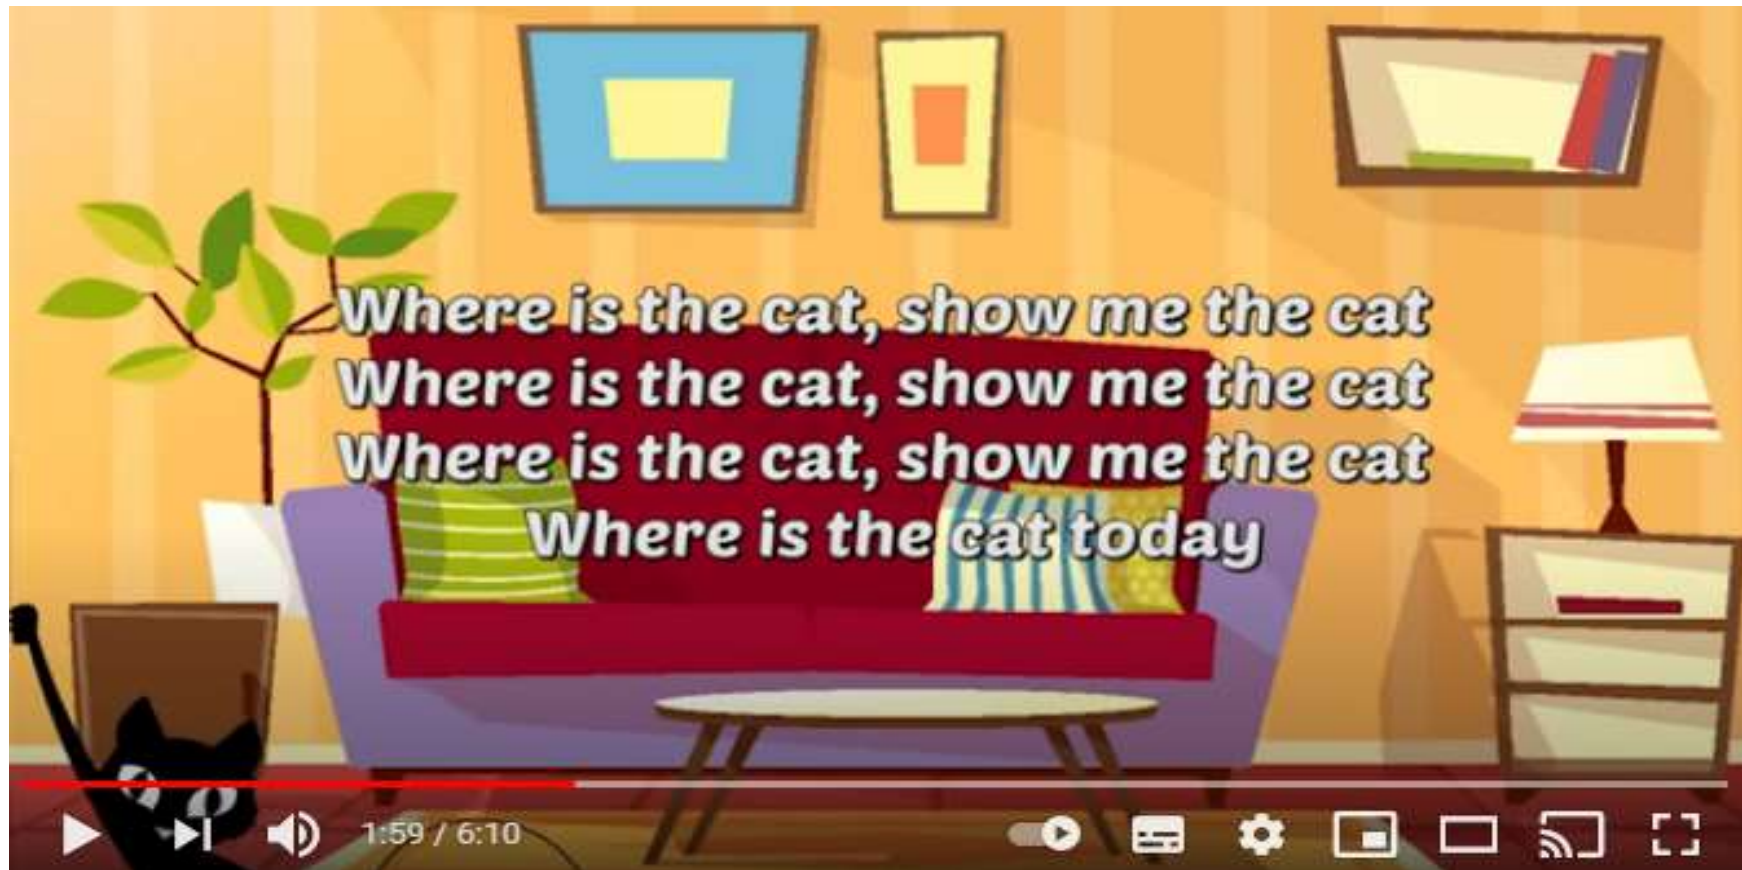 Where is the cat, show me the cat
Where is the cat, show me the cat
Where is the cat, show me the cat
Where is the cat today
1:59 / 6:10